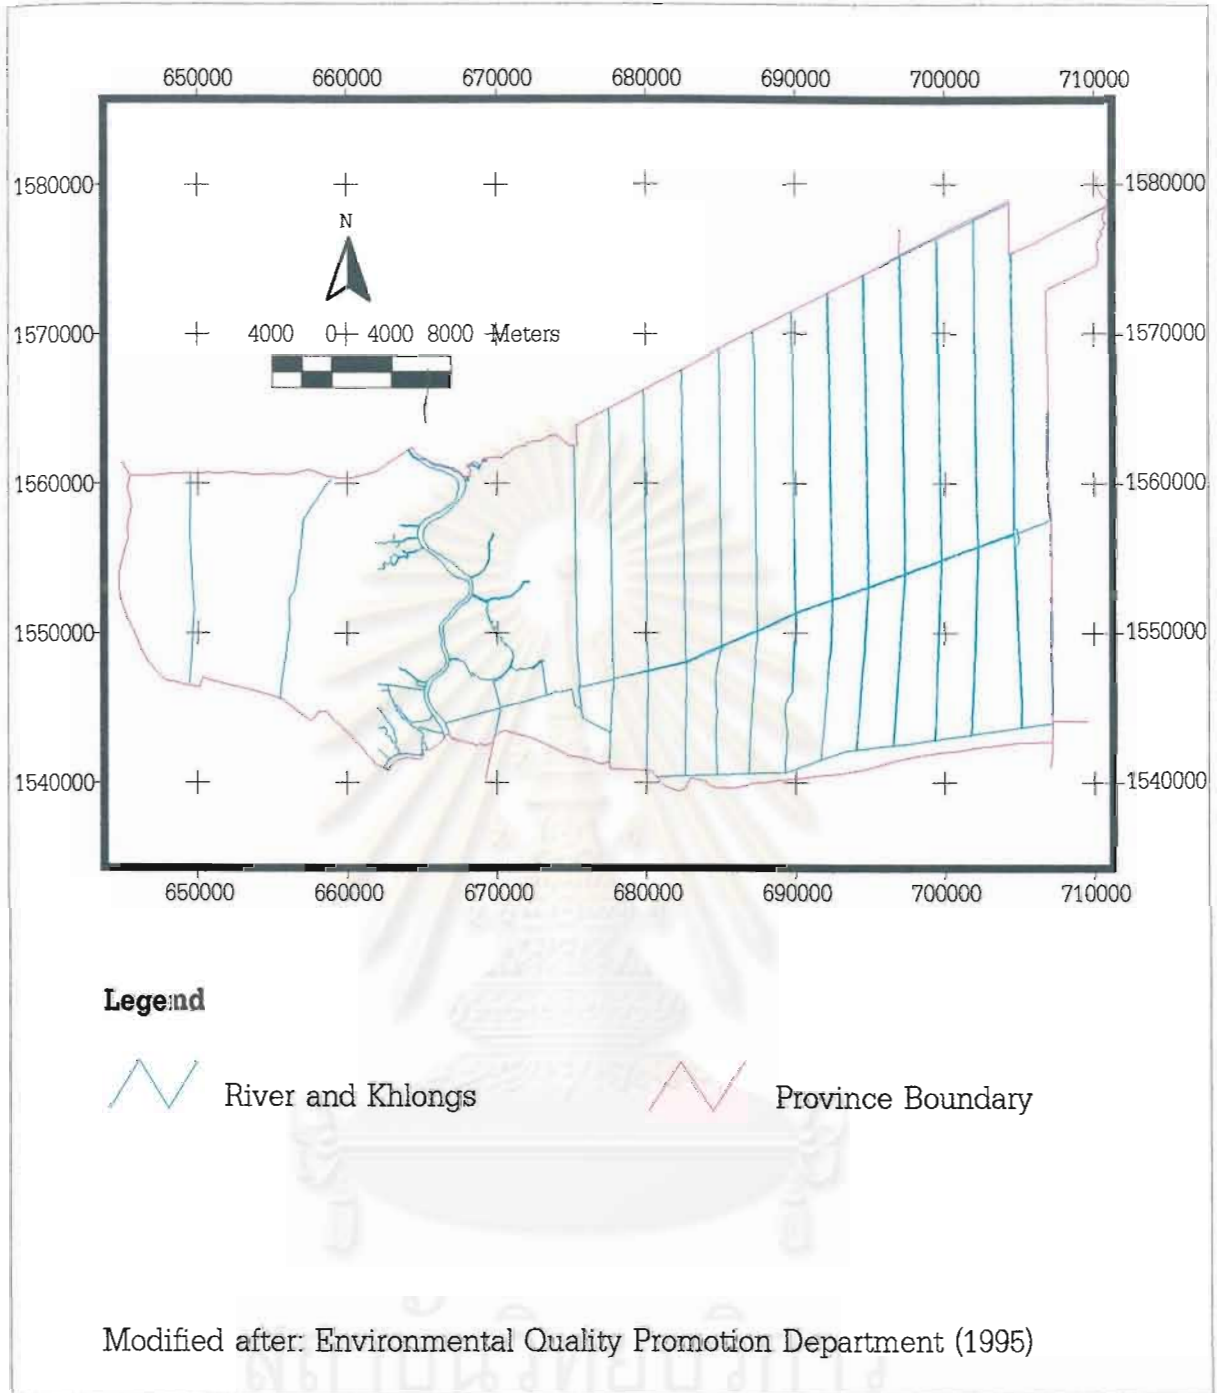 650000 660000 670000 680000 690000 700000 710000
1580000 1580000
N
4000 0 4000 8000 Meters
1570000 1570000
1560000 1560000
1550000 1550000
1540000 1540000
650000 660000 670000 680000 690000 700000 710000
Legend
River and Khlongs Province Boundary
Modified after: Environmental Quality Promotion Department (1995)